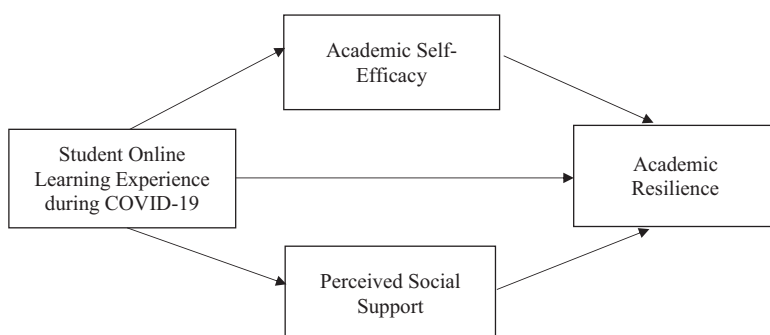 Academic Self-
Efficacy
Student Online
Learning Experience
during COVID-19
Academic
Resilience
Perceived Social
Support